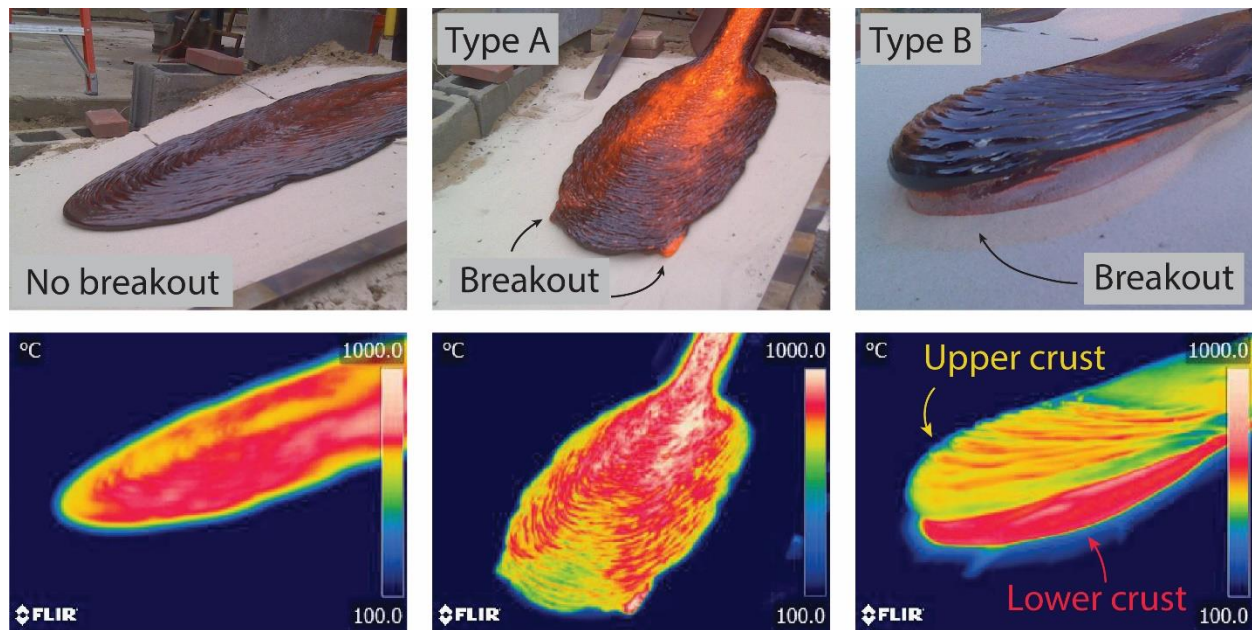 No breakout
Type A
Breakout
Type B
Breakout
°C
1000.0
FLIR
100.0
°C
1000.0
FLIR
100.0
°C
1000.0
Upper crust
Lower crust
FLIR
100.0